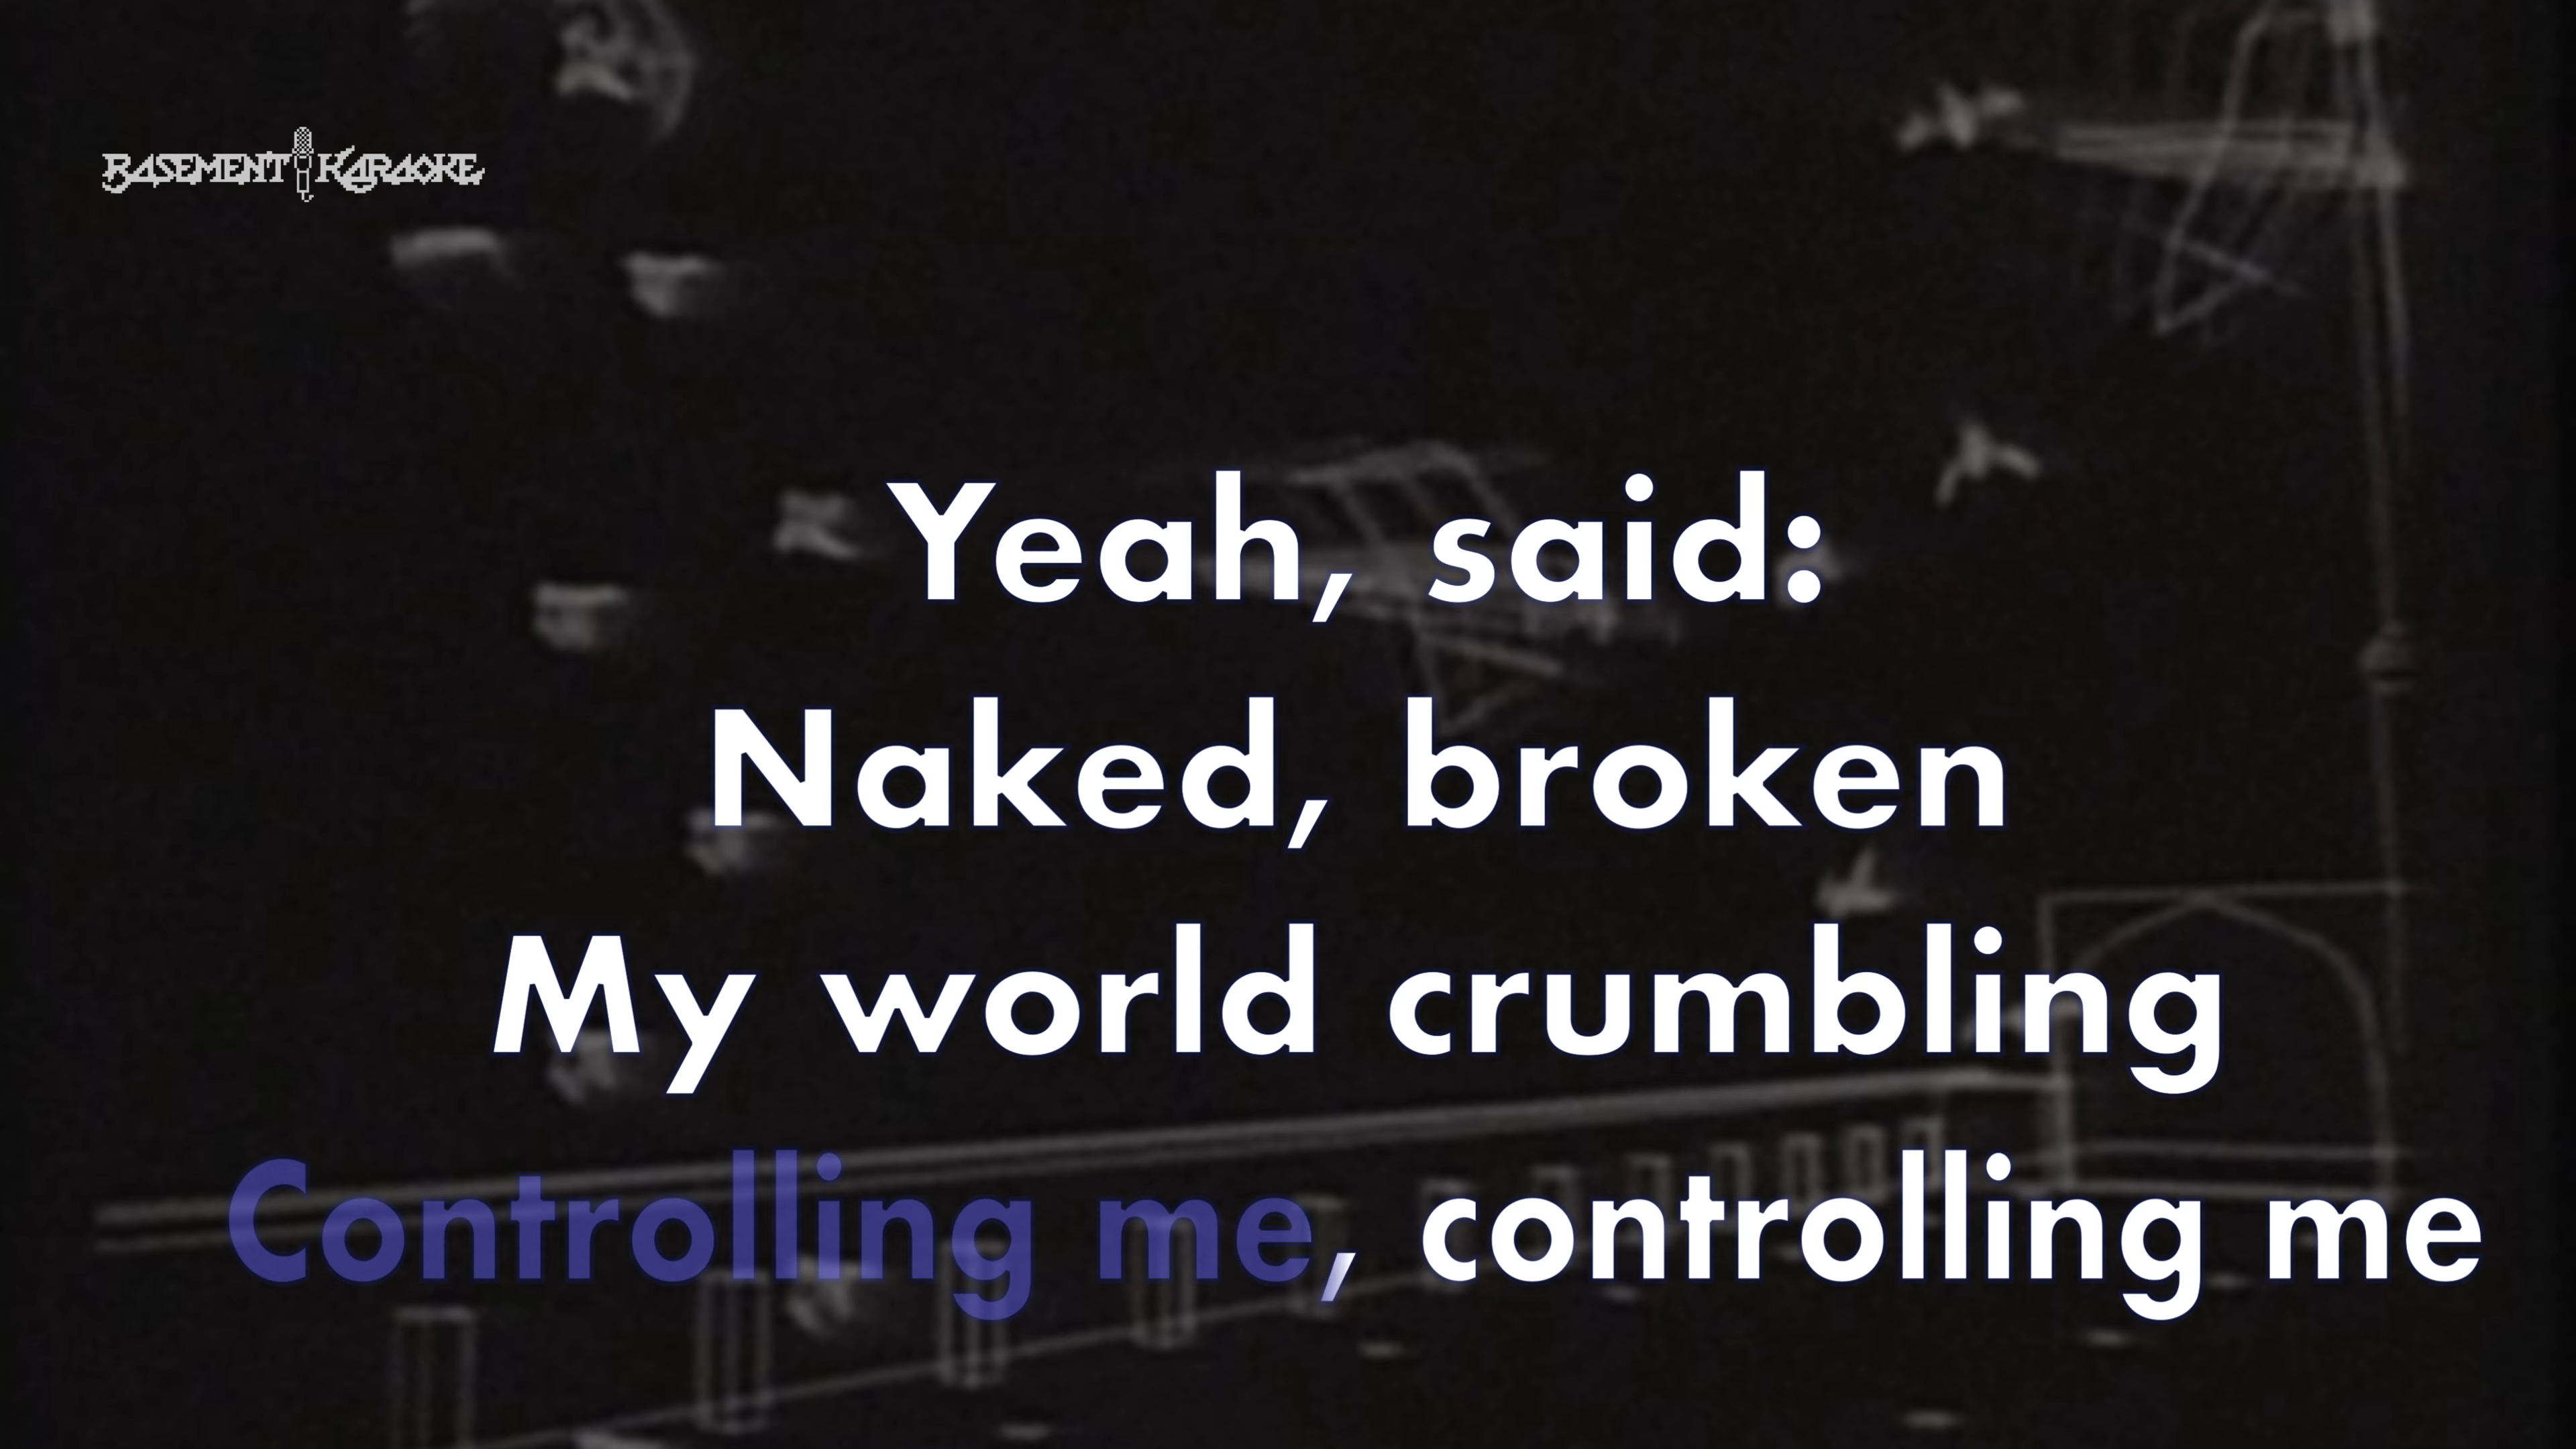 BASEMENT KARAOKE
Yeah, said:
Naked, broken
My world crumbling
Controlling me, controlling me